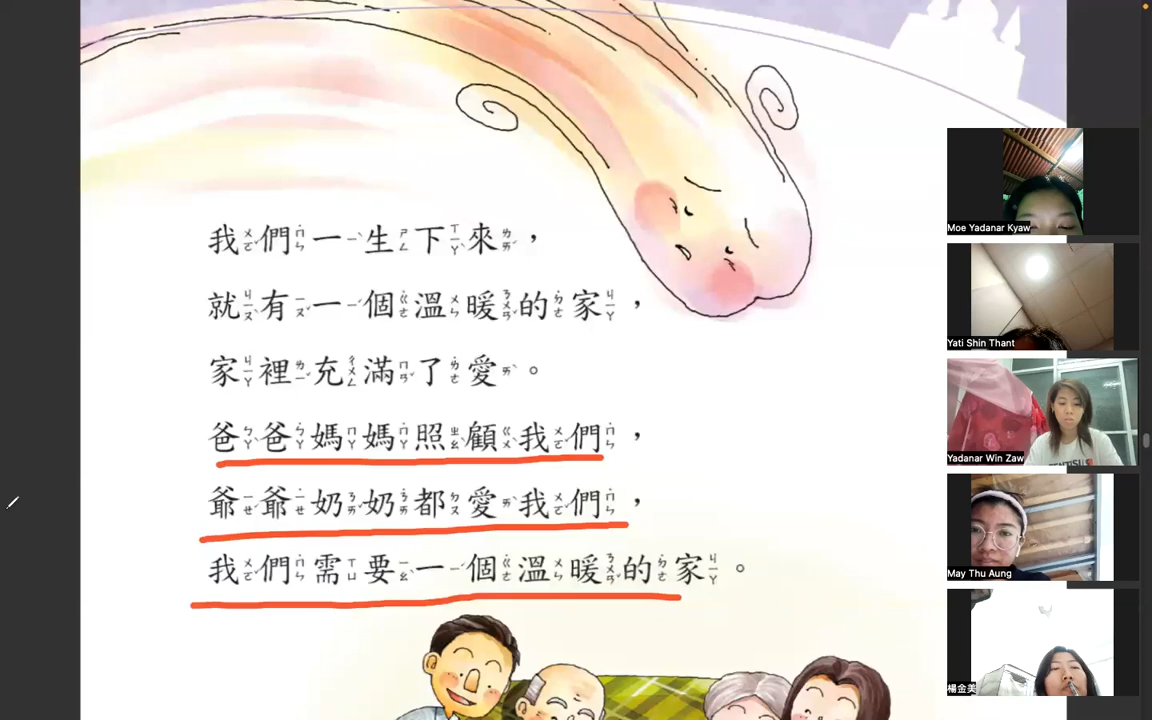 我們一生下來，
就有一個溫暖的家，
家裡充滿了愛。
爸爸媽媽照顧我們，
爺爺奶奶都愛我們，
我們需要一個溫暖的家。
Moe Yadanar Kyaw
Yati Shin Thant
Yadanar Win Zaw
May Thu Aung
楊金美